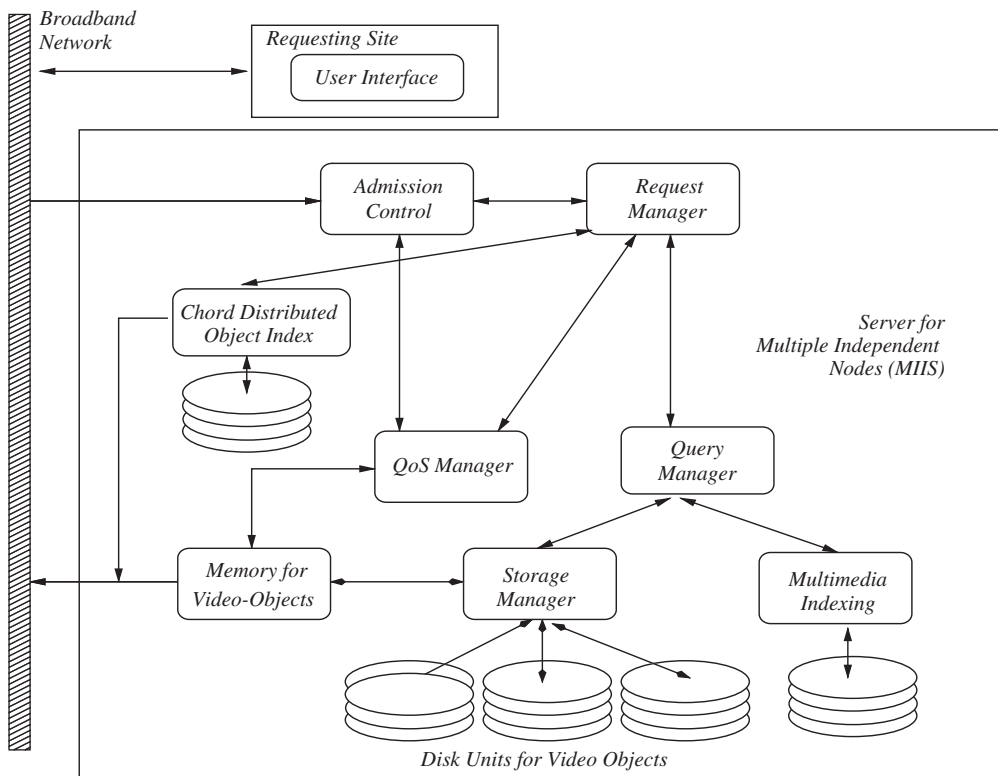 Broadband
Network
Requesting Site
User Interface
Admission
Control
Request
Manager
Chord Distributed
Object Index
Server for
Multiple Independent
Nodes (MIIS)
QoS Manager
Query
Manager
Memory for
Video-Objects
Storage
Manager
Multimedia
Indexing
Disk Units for Video Objects